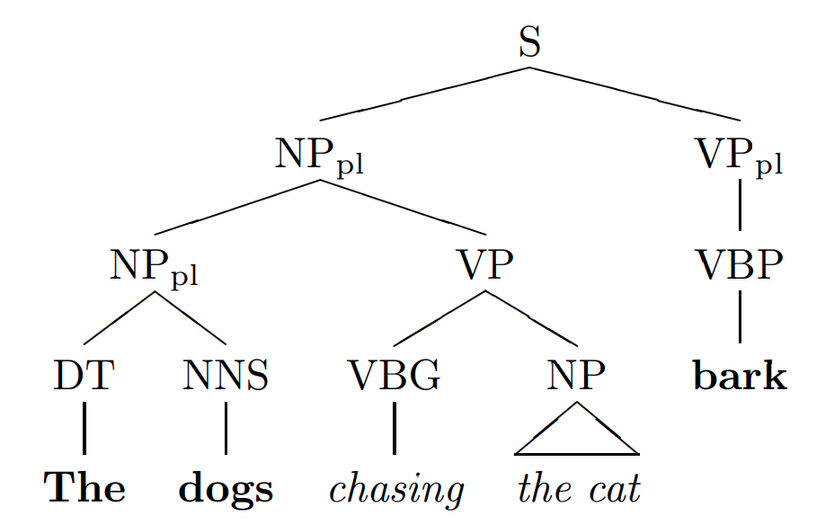 S
NPpl VPpl
NPpl VP VBP
DT NNS VBG NP bark
The dogs chasing the cat